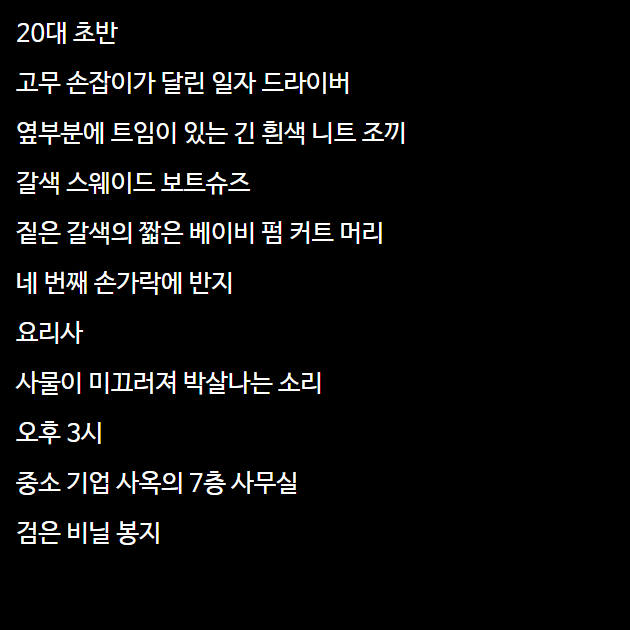 20대 초반
고무 손잡이가 달린 일자 드라이버
옆부분에 트임이 있는 긴 흰색 니트 조끼
갈색 스웨이드 보트슈즈
짙은 갈색의 짧은 베이비 펌 커트 머리
네 번째 손가락에 반지
요리사
사물이 미끄러져 박살나는 소리
오후 3시
중소 기업 사옥의 7층 사무실
검은 비닐 봉지